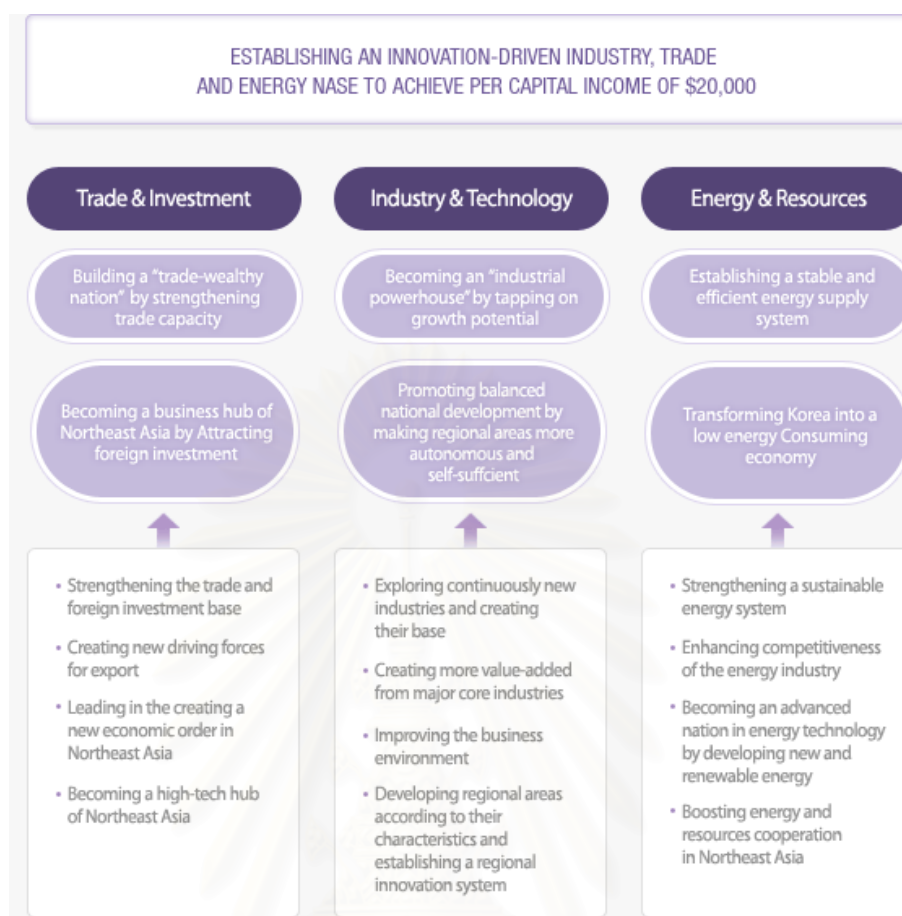 ESTABLISHING AN INNOVATION-DRIVEN INDUSTRY, TRADE
AND ENERGY NASE TO ACHIEVE PER CAPITAL INCOME OF $20,000
Trade & Investment
Building a "trade-wealthy
nation" by strengthening
trade capacity
Becoming a business hub of
Northeast Asia by Attracting
foreign investment
• Strengthening the trade and
foreign investment base
• Creating new driving forces
for export
• Leading in the creating a
new economic order in
Northeast Asia
• Becoming a high-tech hub
of Northeast Asia
Industry & Technology
Becoming an "industrial
powerhouse" by tapping on
growth potential
Promoting balanced
national development by
making regional areas more
autonomous and
self-suffcient
• Exploring continuously new
industries and creating
their base
• Creating more value-added
from major core industries
• Improving the business
environment
• Developing regional areas
according to their
characteristics and
establishing a regional
innovation system
Energy & Resources
Establishing a stable and
efficient energy supply
system
Transforming Korea into a
low energy Consuming
economy
• Strengthening a sustainable
energy system
• Enhancing competitiveness
of the energy industry
• Becoming an advanced
nation in energy technology
by developing new and
renewable energy
• Boosting energy and
resources cooperation
in Northeast Asia